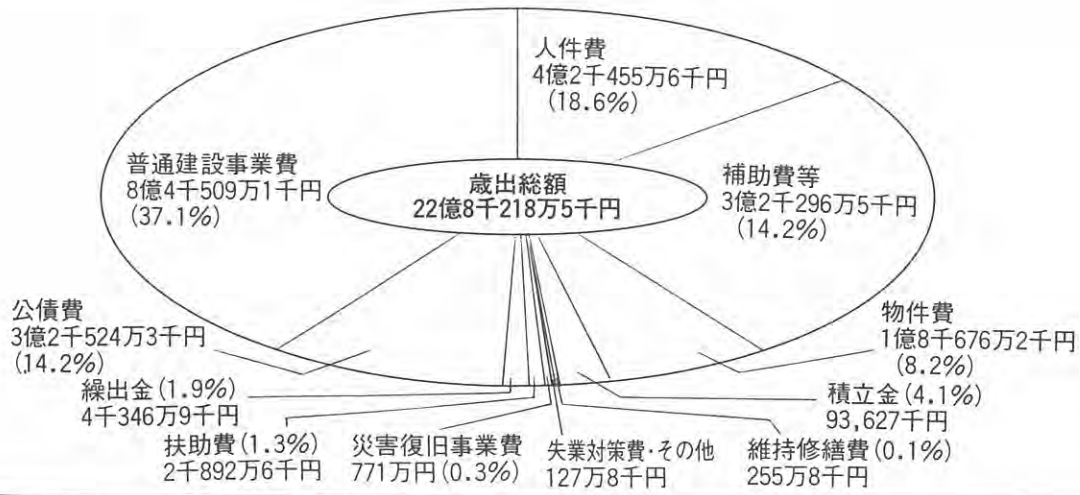 人件費
4億2千455万6千円
(18.6%)
普通建設事業費
8億4千509万1千円
(37.1%)
歳出総額
22億8千218万5千円
補助費等
3億2千296万5千円
(14.2%)
公債費
3億2千524万3千円
(14.2%)
物件費
1億8千676万2千円
(8.2%)
繰出金(1.9%)
4千346万9千円
積立金(4.1%)
93,627千円
扶助費(1.3%)
2千892万6千円
災害復旧事業費
771万円(0.3%)
失業対策費・その他
127万8千円
維持修繕費(0.1%)
255万8千円